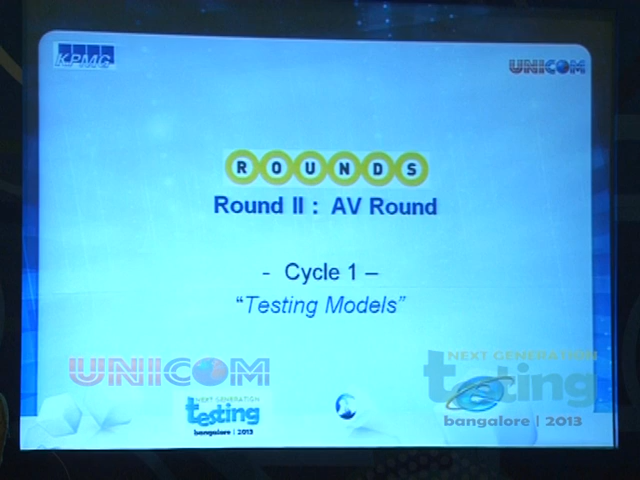 KPMG
UNICOM
ROUNDS
Round II : AV Round
- Cycle 1 –
“Testing Models”
UNICOM
NEXT GENERATION
testing
bangalore | 2013
NEXT GENERATION
testing
bangalore | 2013